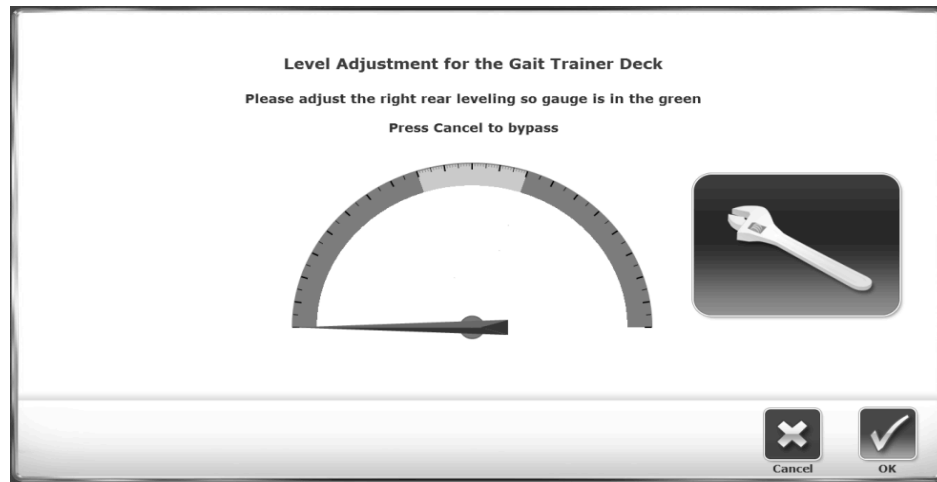 Level Adjustment for the Gait Trainer Deck
Please adjust the right rear leveling so gauge is in the green
Press Cancel to bypass
Cancel
OK